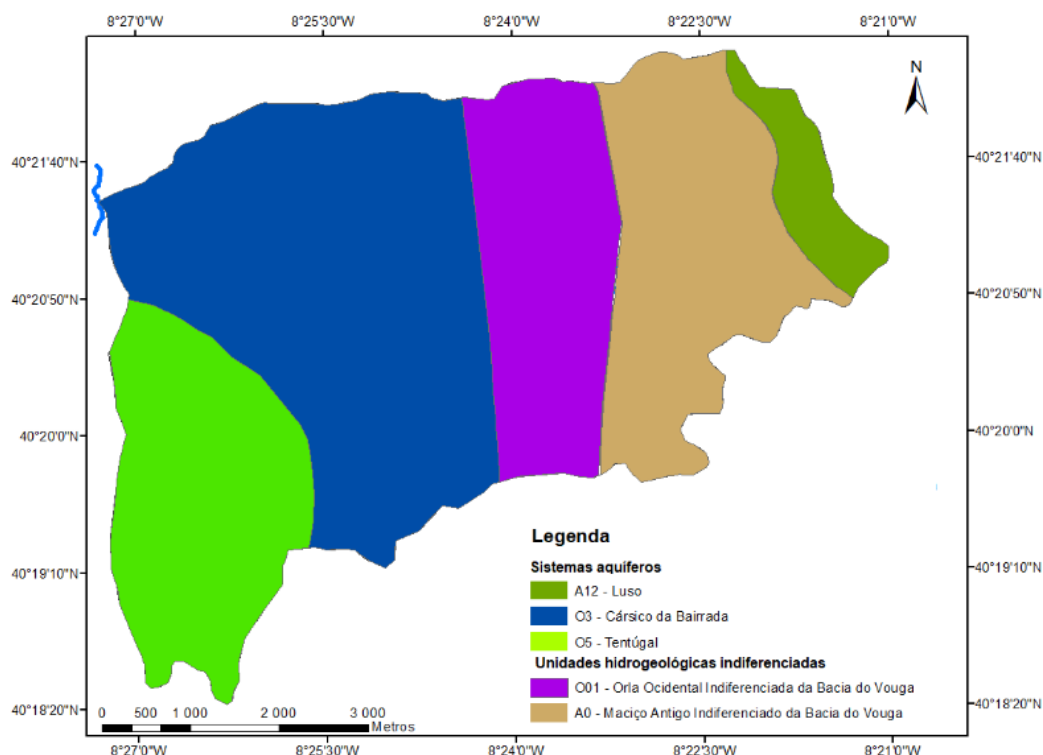 8°27'0"W 8°25'30"W 8°24'0"W 8°22'30"W 8°21'0"W
N
40°21'40"N 40°21'40"N
40°20'50"N 40°20'50"N
40°20'0"N 40°20'0"N
Legenda
Sistemas aquíferos
40°19'10"N 40°19'10"N
A12 - Luso
O3 - Cársico da Bairrada
O5 - Tentúgal
Unidades hidrogeológicas indiferenciadas
O01 - Orla Ocidental Indiferenciada da Bacia do Vouga
A0 - Maciço Antigo Indiferenciado da Bacia do Vouga
40°18'20"N 40°18'20"N
0 500 1 000 2 000 3 000
Metros
8°27'0"W 8°25'30"W 8°24'0"W 8°22'30"W 8°21'0"W